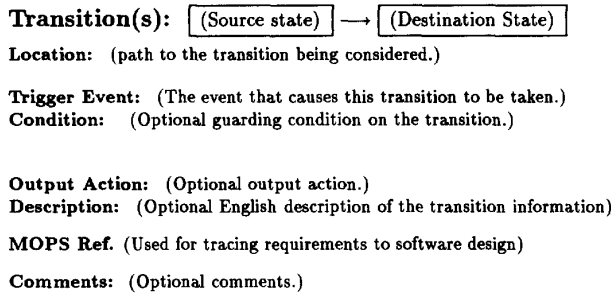 Transition(s): (Source state) ⟶ (Destination State)
Location: (path to the transition being considered.)
Trigger Event: (The event that causes this transition to be taken.)
Condition: (Optional guarding condition on the transition.)
Output Action: (Optional output action.)
Description: (Optional English description of the transition information)
MOPS Ref. (Used for tracing requirements to software design)
Comments: (Optional comments.)